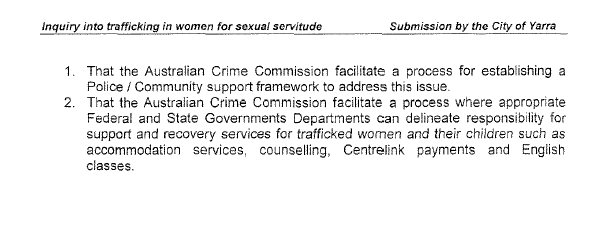 Inquiry into trafficking in women for sexual servitude Submission by the City of Yarra
1. That the Australian Crime Commission facilitate a process for establishing a
Police / Community support framework to address this issue.
2. That the Australian Crime Commission facilitate a process where appropriate
Federal and State Governments Departments can delineate responsibility for
support and recovery services for trafficked women and their children such as
accommodation services, counselling, Centrelink payments and English
classes.